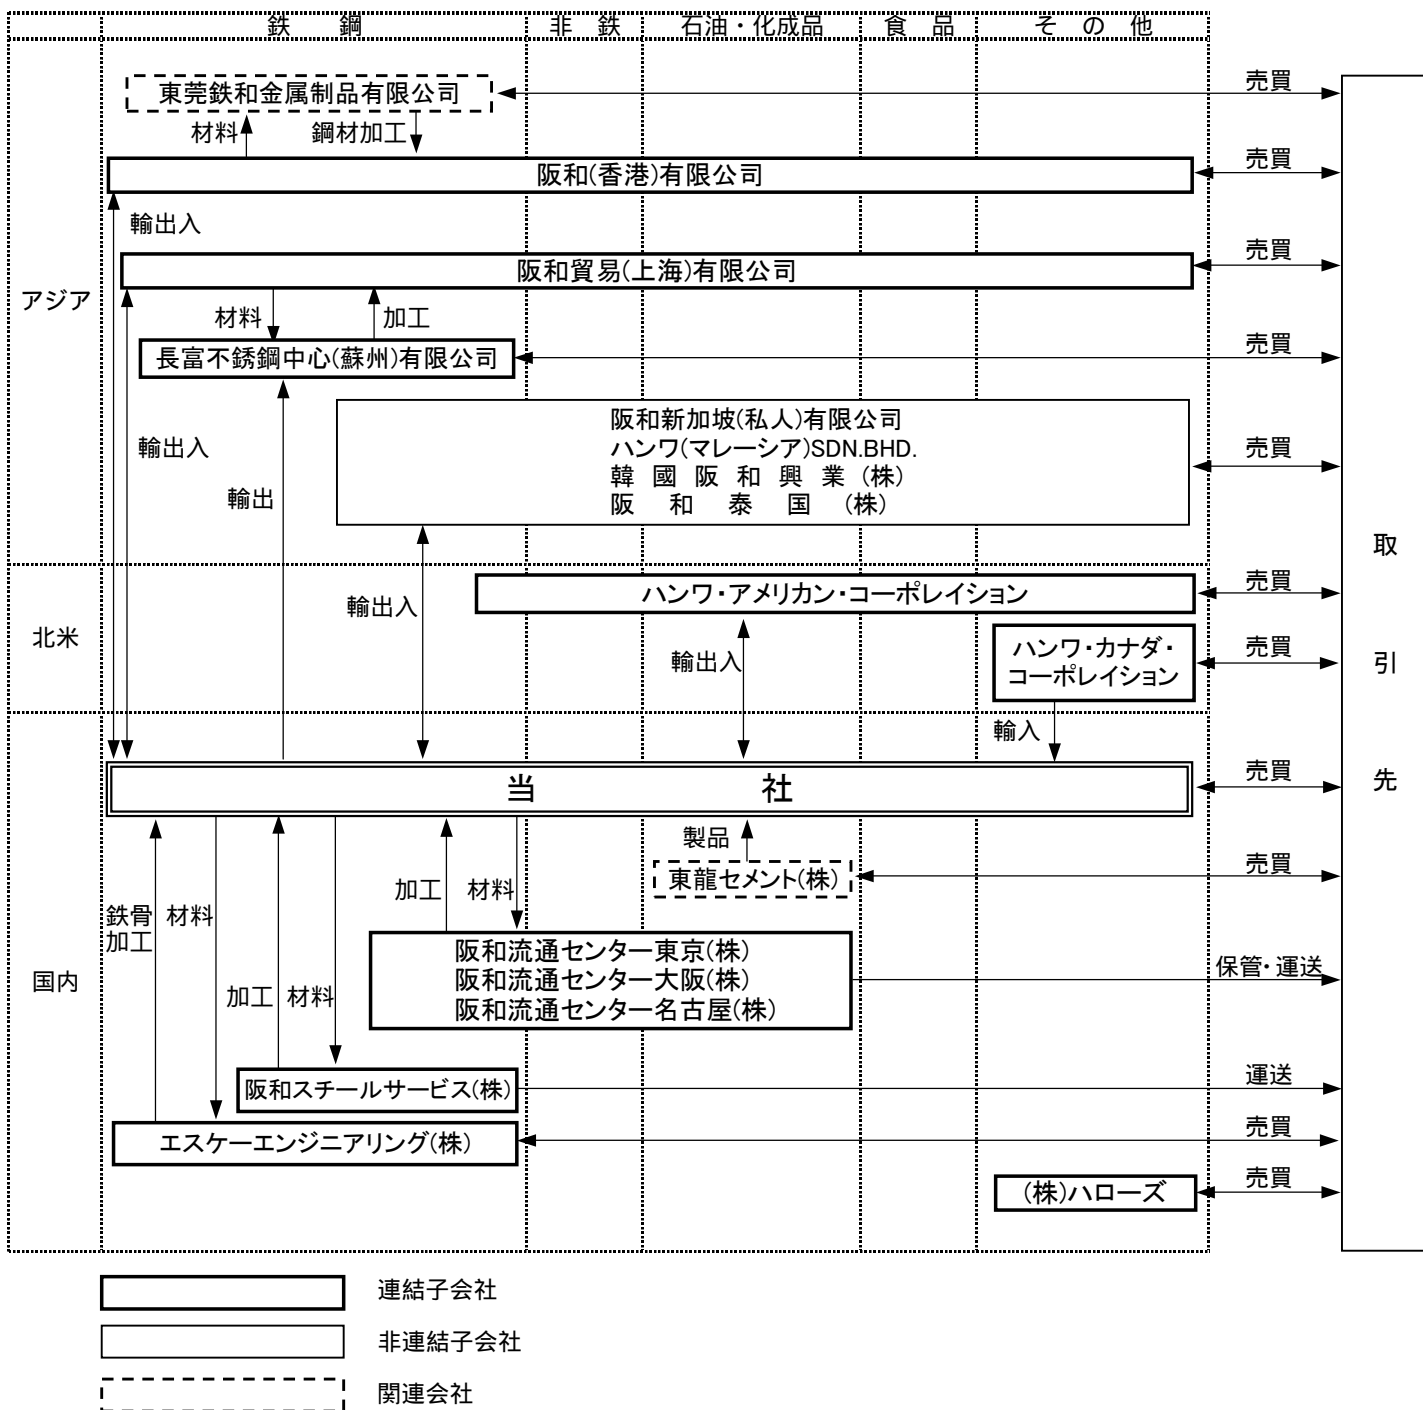 鉄 鋼 非 鉄 石油・化成品 食 品 そ の 他
東莞鉄和金属制品有限公司
売買
材料
鋼材加工
阪和(香港)有限公司
売買
輸出入
阪和貿易(上海)有限公司
売買
アジア
材料
加工
長富不銹鋼中心(蘇州)有限公司
売買
阪和新加坡(私人)有限公司
ハンワ(マレーシア)SDN.BHD.
韓 國 阪 和 興 業 (株)
阪 和 泰 国 (株)
売買
輸出入
輸出
取
引
先
北米
ハンワ・アメリカン・コーポレイション
売買
輸出入
輸出入
ハンワ・カナダ・
コーポレイション
売買
輸入
当 社
売買
国内
製品
東龍セメント(株)
売買
加工
材料
鉄骨
加工
材料
阪和流通センター東京(株)
阪和流通センター大阪(株)
阪和流通センター名古屋(株)
保管・運送
加工
材料
阪和スチールサービス(株)
運送
エスケーエンジニアリング(株)
売買
(株)ハローズ
売買
連結子会社
非連結子会社
関連会社